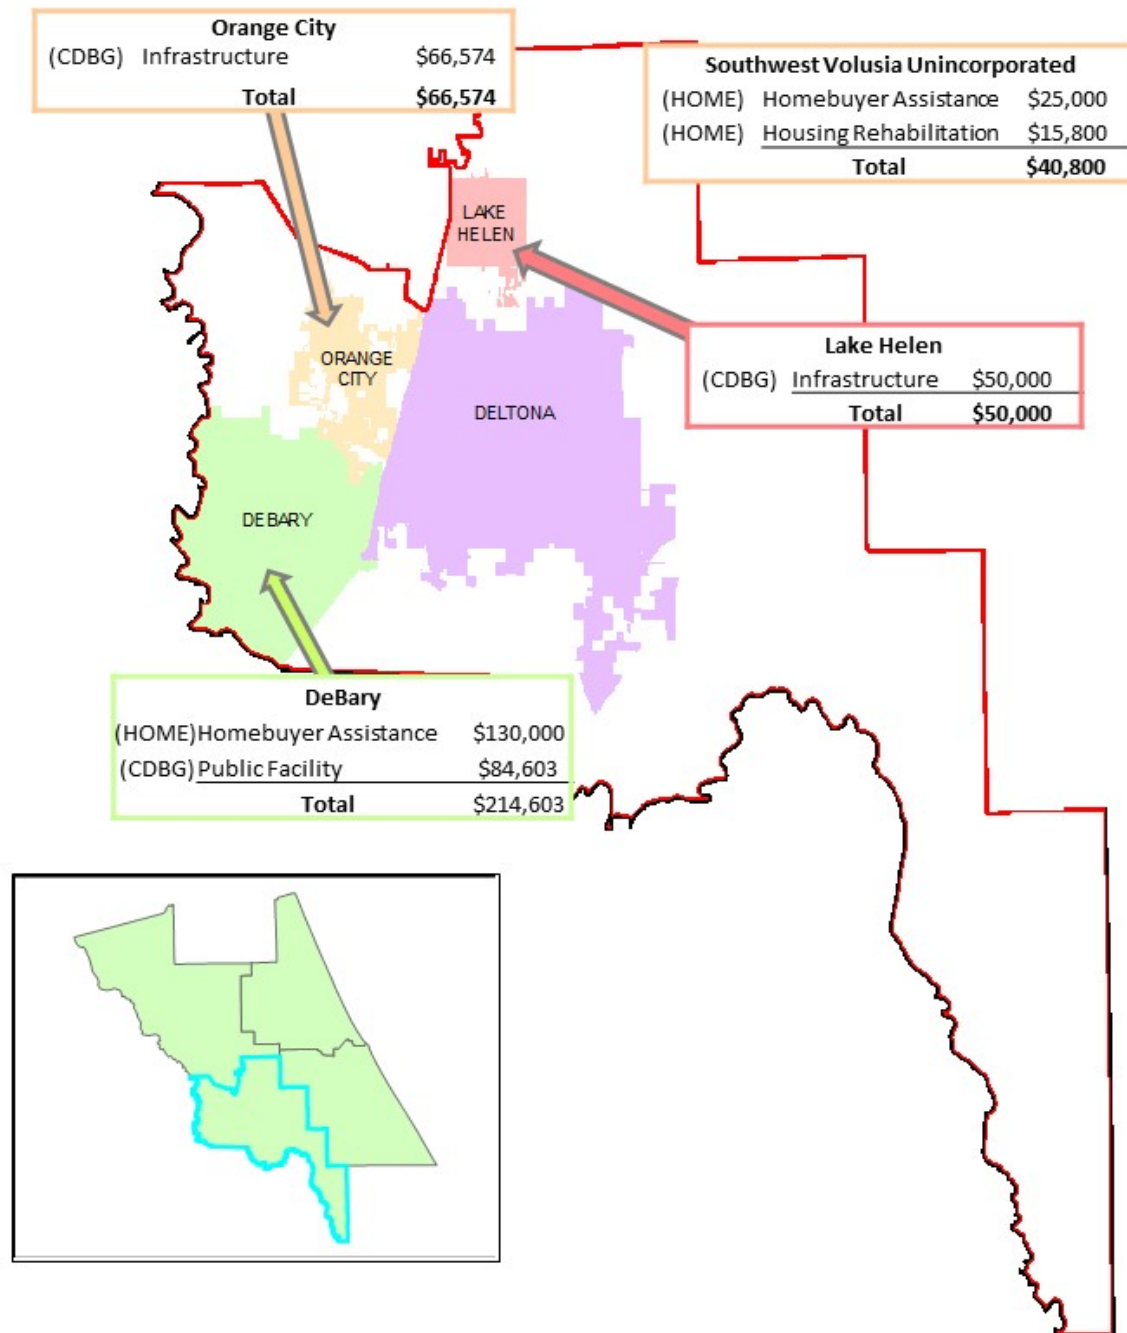 Orange City
(CDBG) Infrastructure $66,574
Total $66,574
Southwest Volusia Unincorporated
(HOME) Homebuyer Assistance $25,000
(HOME) Housing Rehabilitation $15,800
Total $40,800
LAKE
HELEN
Lake Helen
(CDBG) Infrastructure $50,000
Total $50,000
ORANGE
CITY
DELTONA
DEBARY
DeBary
(HOME) Homebuyer Assistance $130,000
(CDBG) Public Facility $84,603
Total $214,603